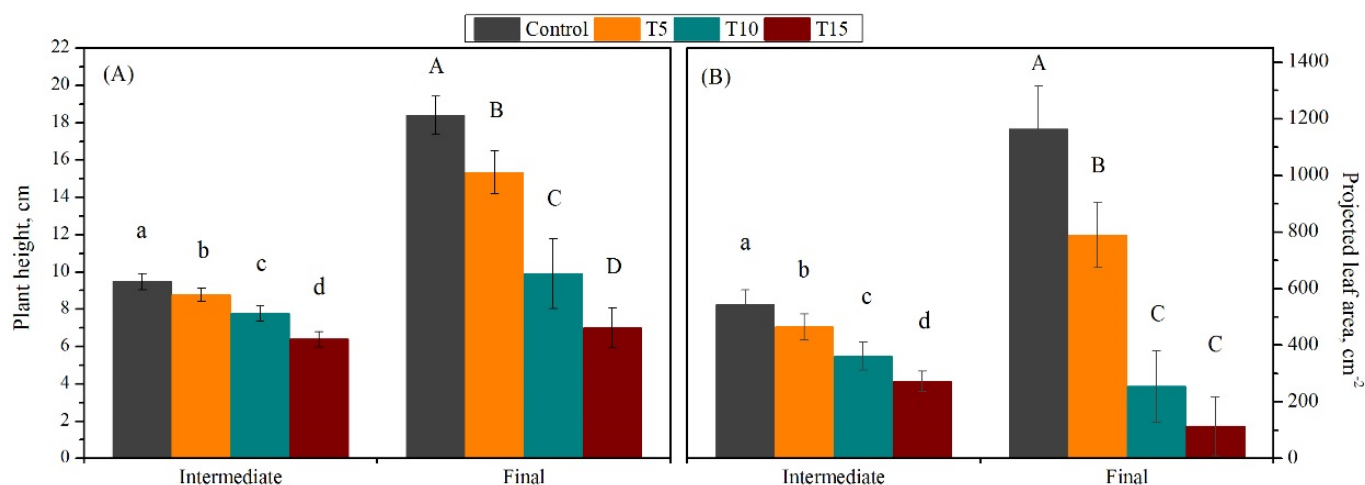 Control T5 T10 T15
(A)
Plant height, cm
22
20
18
16
14
12
10
8
6
4
2
0
a
b
c
d
A
B
C
D
Intermediate
Final
(B)
a
b
c
d
A
B
C
C
Intermediate
Final
1400
1200
1000
800
600
400
200
0
Projected leaf area, cm⁻²